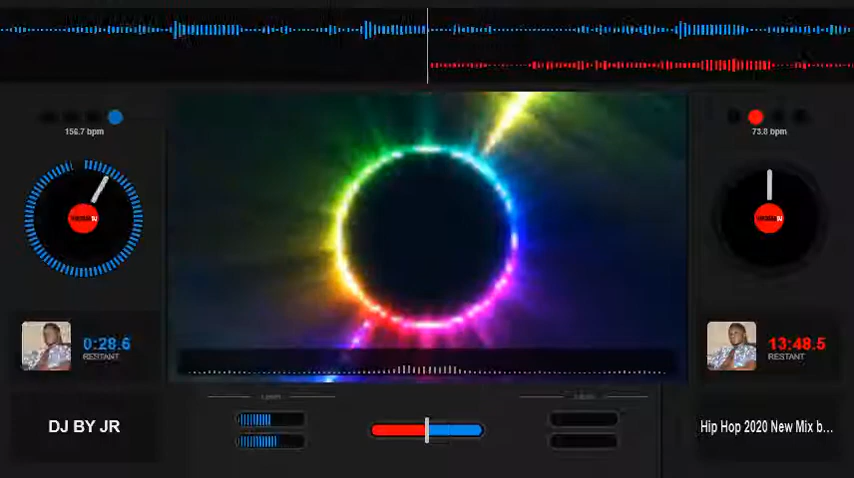 156.7 bpm
73.8 bpm
0:28.6
RESTANT
13:48.5
RESTANT
DJ BY JR
Hip Hop 2020 New Mix b...